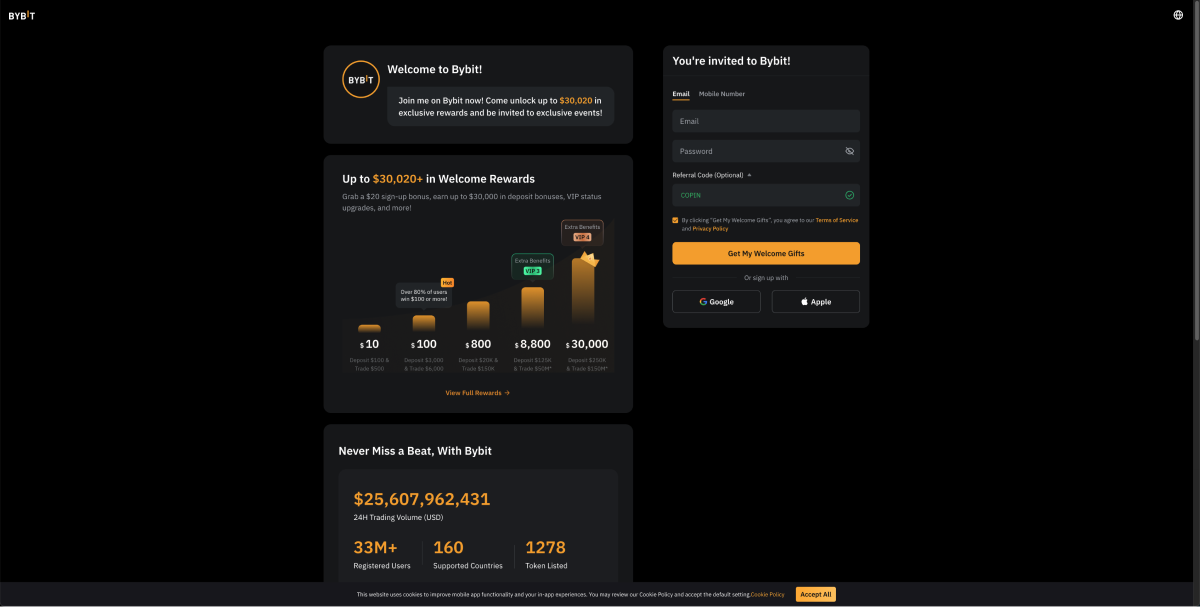 BYBIT
BYBIT
Welcome to Bybit!
Join me on Bybit now! Come unlock up to $30,020 in
exclusive rewards and be invited to exclusive events!
Up to $30,020+ in Welcome Rewards
Grab a $20 sign-up bonus, earn up to $30,000 in deposit bonuses, VIP status
upgrades, and more!
Extra Benefits
VIP 4
Extra Benefits
VIP 3
Hot
Over 80% of users
win $100 or more!
$ 10
$ 100
$ 800
$ 8,800
$ 30,000
Deposit $100 &
Trade $500
Deposit $2,000
& Trade $6,000
Deposit $20K &
Trade $150K
Deposit $125K
& Trade $50M*
Deposit $250K
& Trade $150M*
View Full Rewards →
Never Miss a Beat, With Bybit
$25,607,962,431
24H Trading Volume (USD)
33M+
Registered Users
160
Supported Countries
1278
Token Listed
You're invited to Bybit!
Email
Mobile Number
Email
Password
Referral Code (Optional)
COPIN
By clicking "Get My Welcome Gifts", you agree to our Terms of Service
and Privacy Policy
Get My Welcome Gifts
Or sign up with
Google
Apple
This website uses cookies to improve mobile app functionality and your in-app experiences. You may review our Cookie Policy and accept the default setting.Cookie Policy
Accept All